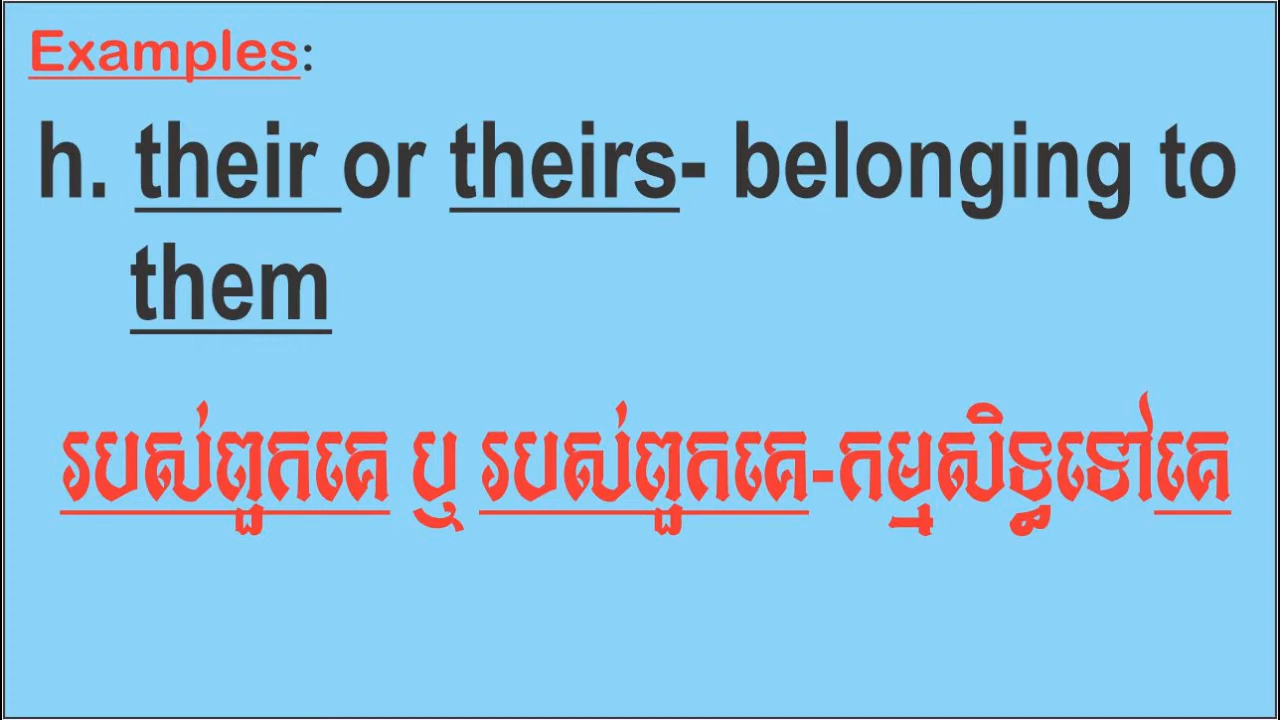 Examples:
h. their or theirs- belonging to
them
របស់ពួកគេ ឬ របស់ពួកគេ-កម្មសិទ្ធទៅគេ